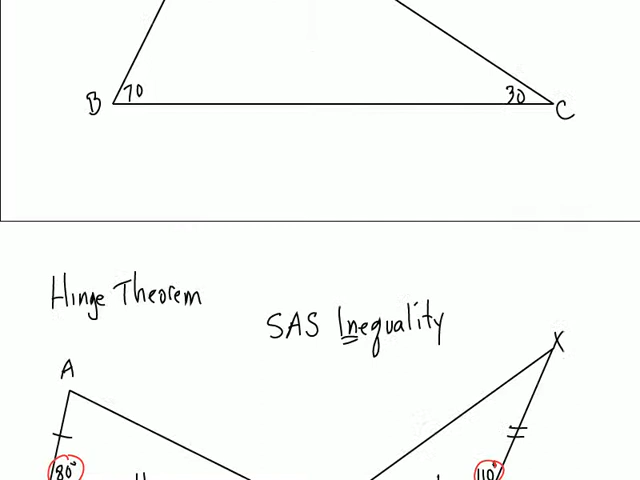 B 70 30 C
Hinge Theorem
SAS Inequality
X
A
80° 110°